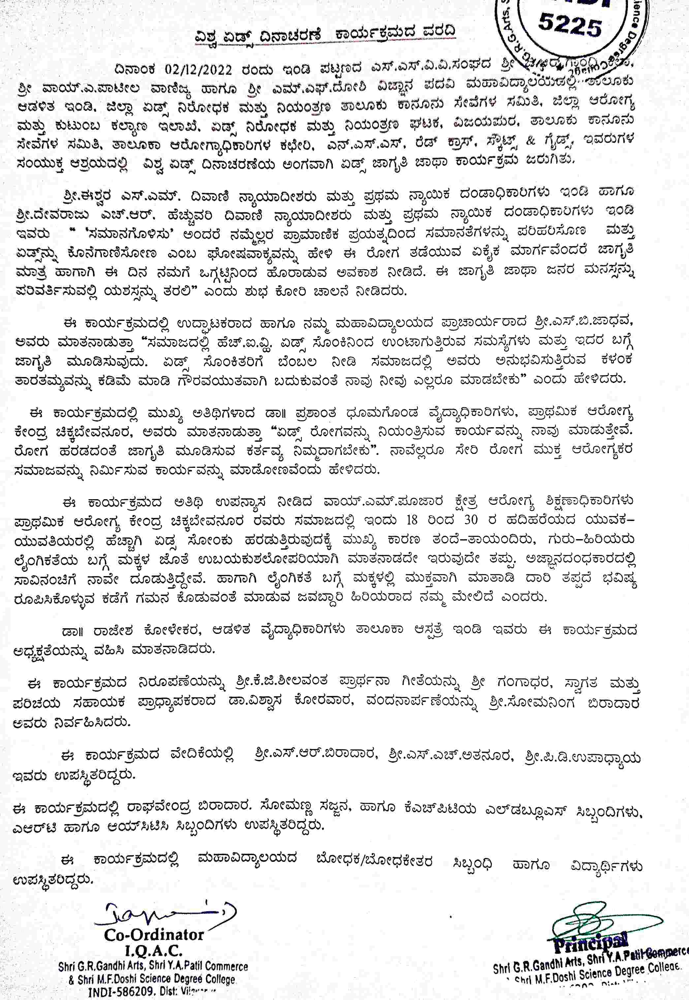 5225
G.R.G.Arts,
ience Degree
ವಿಶ್ವ ಏಡ್ಸ್ ದಿನಾಚರಣೆ ಕಾರ್ಯಕ್ರಮದ ವರದಿ
ದಿನಾಂಕ 02/12/2022 ರಂದು ಇಂಡಿ ಪಟ್ಟಣದ ಎಸ್.ಎಸ್.ವಿ.ವಿ.ಸಂಘದ ಶ್ರೀ
ಶ್ರೀ ವಾಯ್.ಎ.ಪಾಟೀಲ ವಾಣಿಜ್ಯ ಹಾಗೂ ಶ್ರೀ ಎಮ್.ಎಫ್.ದೋಶಿ ವಿಜ್ಞಾನ ಪದವಿ ಮಹಾವಿದ್ಯಾಲಯದಲ್ಲಿ ತಾಲೂಕು
ಆಡಳಿತ ಇಂಡಿ, ಜಿಲ್ಲಾ ಏಡ್ಸ್ ನಿರೋಧಕ ಮತ್ತು ನಿಯಂತ್ರಣ ತಾಲೂಕು ಕಾನೂನು ಸೇವೆಗಳ ಸಮಿತಿ, ಜಿಲ್ಲಾ ಆರೋಗ್ಯ
ಮತ್ತು ಕುಟುಂಬ ಕಲ್ಯಾಣ ಇಲಾಖೆ, ಏಡ್ಸ್ ನಿರೋಧಕ ಮತ್ತು ನಿಯಂತ್ರಣ ಘಟಕ, ವಿಜಯಪುರ, ತಾಲೂಕು ಕಾನೂನು
ಸೇವೆಗಳ ಸಮಿತಿ, ತಾಲೂಕಾ ಆರೋಗ್ಯಾಧಿಕಾರಿಗಳ ಕಛೇರಿ, ಎನ್.ಎಸ್.ಎಸ್, ರೆಡ್ ಕ್ರಾಸ್, ಸ್ಕೌಟ್ಸ್ & ಗೈಡ್ಸ್, ಇವರುಗಳ
ಸಂಯುಕ್ತ ಆಶ್ರಯದಲ್ಲಿ ವಿಶ್ವ ಏಡ್ಸ್ ದಿನಾಚರಣೆಯ ಅಂಗವಾಗಿ ಏಡ್ಸ್ ಜಾಗೃತಿ ಜಾಥಾ ಕಾರ್ಯಕ್ರಮ ಜರುಗಿತು.
ಶ್ರೀ.ಈಶ್ವರ ಎಸ್.ಎಮ್. ದಿವಾಣಿ ನ್ಯಾಯಾದೀಶರು ಮತ್ತು ಪ್ರಥಮ ನ್ಯಾಯಿಕ ದಂಡಾಧಿಕಾರಿಗಳು ಇಂಡಿ ಹಾಗೂ
ಶ್ರೀ.ದೇವರಾಜು ಎಚ್.ಆರ್. ಹೆಚ್ಚುವರಿ ದಿವಾಣಿ ನ್ಯಾಯಾದೀಶರು ಮತ್ತು ಪ್ರಥಮ ನ್ಯಾಯಿಕ ದಂಡಾಧಿಕಾರಿಗಳು ಇಂಡಿ
ಇವರು “ ‘ಸಮಾನಗೊಳಿಸು’ ಅಂದರೆ ನಮ್ಮೆಲ್ಲರ ಪ್ರಾಮಾಣಿಕ ಪ್ರಯತ್ನದಿಂದ ಸಮಾನತೆಗಳನ್ನು ಪರಿಹರಿಸೋಣ ಮತ್ತು
ಏಡ್ಸ್‌ನ್ನು ಕೊನೆಗಾಣಿಸೋಣ ಎಂಬ ಘೋಷವಾಕ್ಯವನ್ನು ಹೇಳಿ ಈ ರೋಗ ತಡೆಯುವ ಏಕೈಕ ಮಾರ್ಗವೆಂದರೆ ಜಾಗೃತಿ
ಮಾತ್ರ ಹಾಗಾಗಿ ಈ ದಿನ ನಮಗೆ ಒಗ್ಗಟ್ಟಿನಿಂದ ಹೊರಾಡುವ ಅವಕಾಶ ನೀಡಿದೆ. ಈ ಜಾಗೃತಿ ಜಾಥಾ ಜನರ ಮನಸ್ಸನ್ನು
ಪರಿವರ್ತಿಸುವಲ್ಲಿ ಯಶಸ್ಸನ್ನು ತರಲಿ” ಎಂದು ಶುಭ ಕೋರಿ ಚಾಲನೆ ನೀಡಿದರು.
ಈ ಕಾರ್ಯಕ್ರಮದಲ್ಲಿ ಉದ್ಘಾಟಕರಾದ ಹಾಗೂ ನಮ್ಮ ಮಹಾವಿದ್ಯಾಲಯದ ಪ್ರಾಚಾರ್ಯರಾದ ಶ್ರೀ.ಎಸ್.ಬಿ.ಜಾಧವ,
ಅವರು ಮಾತನಾಡುತ್ತಾ “ಸಮಾಜದಲ್ಲಿ ಹೆಚ್.ಐ.ವ್ಹಿ. ಏಡ್ಸ್ ಸೊಂಕಿನಿಂದ ಉಂಟಾಗುತ್ತಿರುವ ಸಮಸ್ಯೆಗಳು ಮತ್ತು ಇದರ ಬಗ್ಗೆ
ಜಾಗೃತಿ ಮೂಡಿಸುವುದು. ಏಡ್ಸ್ ಸೊಂಕಿತರಿಗೆ ಬೆಂಬಲ ನೀಡಿ ಸಮಾಜದಲ್ಲಿ ಅವರು ಅನುಭವಿಸುತ್ತಿರುವ ಕಳಂಕ
ತಾರತಮ್ಯವನ್ನು ಕಡಿಮೆ ಮಾಡಿ ಗೌರವಯುತವಾಗಿ ಬದುಕುವಂತೆ ನಾವು ನೀವು ಎಲ್ಲರೂ ಮಾಡಬೇಕು” ಎಂದು ಹೇಳಿದರು.
ಈ ಕಾರ್ಯಕ್ರಮದಲ್ಲಿ ಮುಖ್ಯ ಅತಿಥಿಗಳಾದ ಡಾ॥ ಪ್ರಶಾಂತ ಧೂಮಗೊಂಡ ವೈದ್ಯಾಧಿಕಾರಿಗಳು, ಪ್ರಾಥಮಿಕ ಆರೋಗ್ಯ
ಕೇಂದ್ರ ಚಿಕ್ಕಬೇವನೂರ, ಅವರು ಮಾತನಾಡುತ್ತಾ “ಏಡ್ಸ್ ರೋಗವನ್ನು ನಿಯಂತ್ರಿಸುವ ಕಾರ್ಯವನ್ನು ನಾವು ಮಾಡುತ್ತೇವೆ.
ರೋಗ ಹರಡದಂತೆ ಜಾಗೃತಿ ಮೂಡಿಸುವ ಕರ್ತವ್ಯ ನಿಮ್ಮದಾಗಬೇಕು”. ನಾವೆಲ್ಲರೂ ಸೇರಿ ರೋಗ ಮುಕ್ತ ಆರೋಗ್ಯಕರ
ಸಮಾಜವನ್ನು ನಿರ್ಮಿಸುವ ಕಾರ್ಯವನ್ನು ಮಾಡೋಣವೆಂದು ಹೇಳಿದರು.
ಈ ಕಾರ್ಯಕ್ರಮದ ಅತಿಥಿ ಉಪನ್ಯಾಸ ನೀಡಿದ ವಾಯ್.ಎಮ್.ಪೂಜಾರ ಕ್ಷೇತ್ರ ಆರೋಗ್ಯ ಶಿಕ್ಷಣಾಧಿಕಾರಿಗಳು
ಪ್ರಾಥಮಿಕ ಆರೋಗ್ಯ ಕೇಂದ್ರ ಚಿಕ್ಕಬೇವನೂರ ರವರು ಸಮಾಜದಲ್ಲಿ ಇಂದು 18 ರಿಂದ 30 ರ ಹದಿಹರೆಯದ ಯುವಕ–
ಯುವತಿಯರಲ್ಲಿ ಹೆಚ್ಚಾಗಿ ಏಡ್ಸ ಸೋಂಕು ಹರಡುತ್ತಿರುವುದಕ್ಕೆ ಮುಖ್ಯ ಕಾರಣ ತಂದೆ–ತಾಯಂದಿರು, ಗುರು–ಹಿರಿಯರು
ಲೈಂಗಿಕತೆಯ ಬಗ್ಗೆ ಮಕ್ಕಳ ಜೊತೆ ಉಬಯಕುಶಲೋಪರಿಯಾಗಿ ಮಾತನಾಡದೇ ಇರುವುದೇ ತಪ್ಪು. ಅಜ್ಞಾನದಂಧಕಾರದಲ್ಲಿ
ಸಾವಿನಂಚಿಗೆ ನಾವೇ ದೂಡುತ್ತಿದ್ದೇವೆ. ಹಾಗಾಗಿ ಲೈಂಗಿಕತೆ ಬಗ್ಗೆ ಮಕ್ಕಳಲ್ಲಿ ಮುಕ್ತವಾಗಿ ಮಾತಾಡಿ ದಾರಿ ತಪ್ಪದೆ ಭವಿಷ್ಯ
ರೂಪಿಸಿಕೊಳ್ಳುವ ಕಡೆಗೆ ಗಮನ ಕೊಡುವಂತೆ ಮಾಡುವ ಜವಬ್ದಾರಿ ಹಿರಿಯರಾದ ನಮ್ಮ ಮೇಲಿದೆ ಎಂದರು.
ಡಾ॥ ರಾಜೇಶ ಕೋಳೇಕರ, ಆಡಳಿತ ವೈದ್ಯಾಧಿಕಾರಿಗಳು ತಾಲೂಕಾ ಆಸ್ಪತ್ರೆ ಇಂಡಿ ಇವರು ಈ ಕಾರ್ಯಕ್ರಮದ
ಅಧ್ಯಕ್ಷತೆಯನ್ನು ವಹಿಸಿ ಮಾತನಾಡಿದರು.
ಈ ಕಾರ್ಯಕ್ರಮದ ನಿರೂಪಣೆಯನ್ನು ಶ್ರೀ.ಕೆ.ಜಿ.ಶೀಲವಂತ ಪ್ರಾರ್ಥನಾ ಗೀತೆಯನ್ನು ಶ್ರೀ ಗಂಗಾಧರ, ಸ್ವಾಗತ ಮತ್ತು
ಪರಿಚಯ ಸಹಾಯಕ ಪ್ರಾಧ್ಯಾಪಕರಾದ ಡಾ.ವಿಶ್ವಾಸ ಕೋರವಾರ, ವಂದನಾರ್ಪಣೆಯನ್ನು ಶ್ರೀ.ಸೋಮನಿಂಗ ಬಿರಾದಾರ
ಅವರು ನಿರ್ವಹಿಸಿದರು.
ಈ ಕಾರ್ಯಕ್ರಮದ ವೇದಿಕೆಯಲ್ಲಿ ಶ್ರೀ.ಎಸ್.ಆರ್.ಬಿರಾದಾರ, ಶ್ರೀ.ಎಸ್.ಎಚ್.ಅತನೂರ, ಶ್ರೀ.ಪಿ.ಡಿ.ಉಪಾಧ್ಯಾಯ
ಇವರು ಉಪಸ್ಥಿತರಿದ್ದರು.
ಈ ಕಾರ್ಯಕ್ರಮದಲ್ಲಿ ರಾಘವೇಂದ್ರ ಬಿರಾದಾರ. ಸೋಮಣ್ಣ ಸಜ್ಜನ, ಹಾಗೂ ಕೆಎಚ್‌ಪಿಟಿಯ ಎಲ್‌ಡಬ್ಲೂಎಸ್ ಸಿಬ್ಬಂದಿಗಳು,
ಎಆರ್‌ಟಿ ಹಾಗೂ ಆಯ್‌ಸಿಟಿಸಿ ಸಿಬ್ಬಂದಿಗಳು ಉಪಸ್ಥಿತರಿದ್ದರು.
ಈ ಕಾರ್ಯಕ್ರಮದಲ್ಲಿ ಮಹಾವಿದ್ಯಾಲಯದ ಬೋಧಕ/ಬೋಧಕೇತರ ಸಿಬ್ಬಂಧಿ ಹಾಗೂ ವಿದ್ಯಾರ್ಥಿಗಳು
ಉಪಸ್ಥಿತರಿದ್ದರು.
Co-Ordinator
I.Q.A.C.
Shri G.R.Gandhi Arts, Shri Y.A.Patil Commerce
& Shri M.F.Doshi Science Degree College
INDI-586209. Dist:
Principal
Shri G.R.Gandhi Arts, Shri Y.A.Patil Commerce
Shri M.F.Doshi Science Degree College.